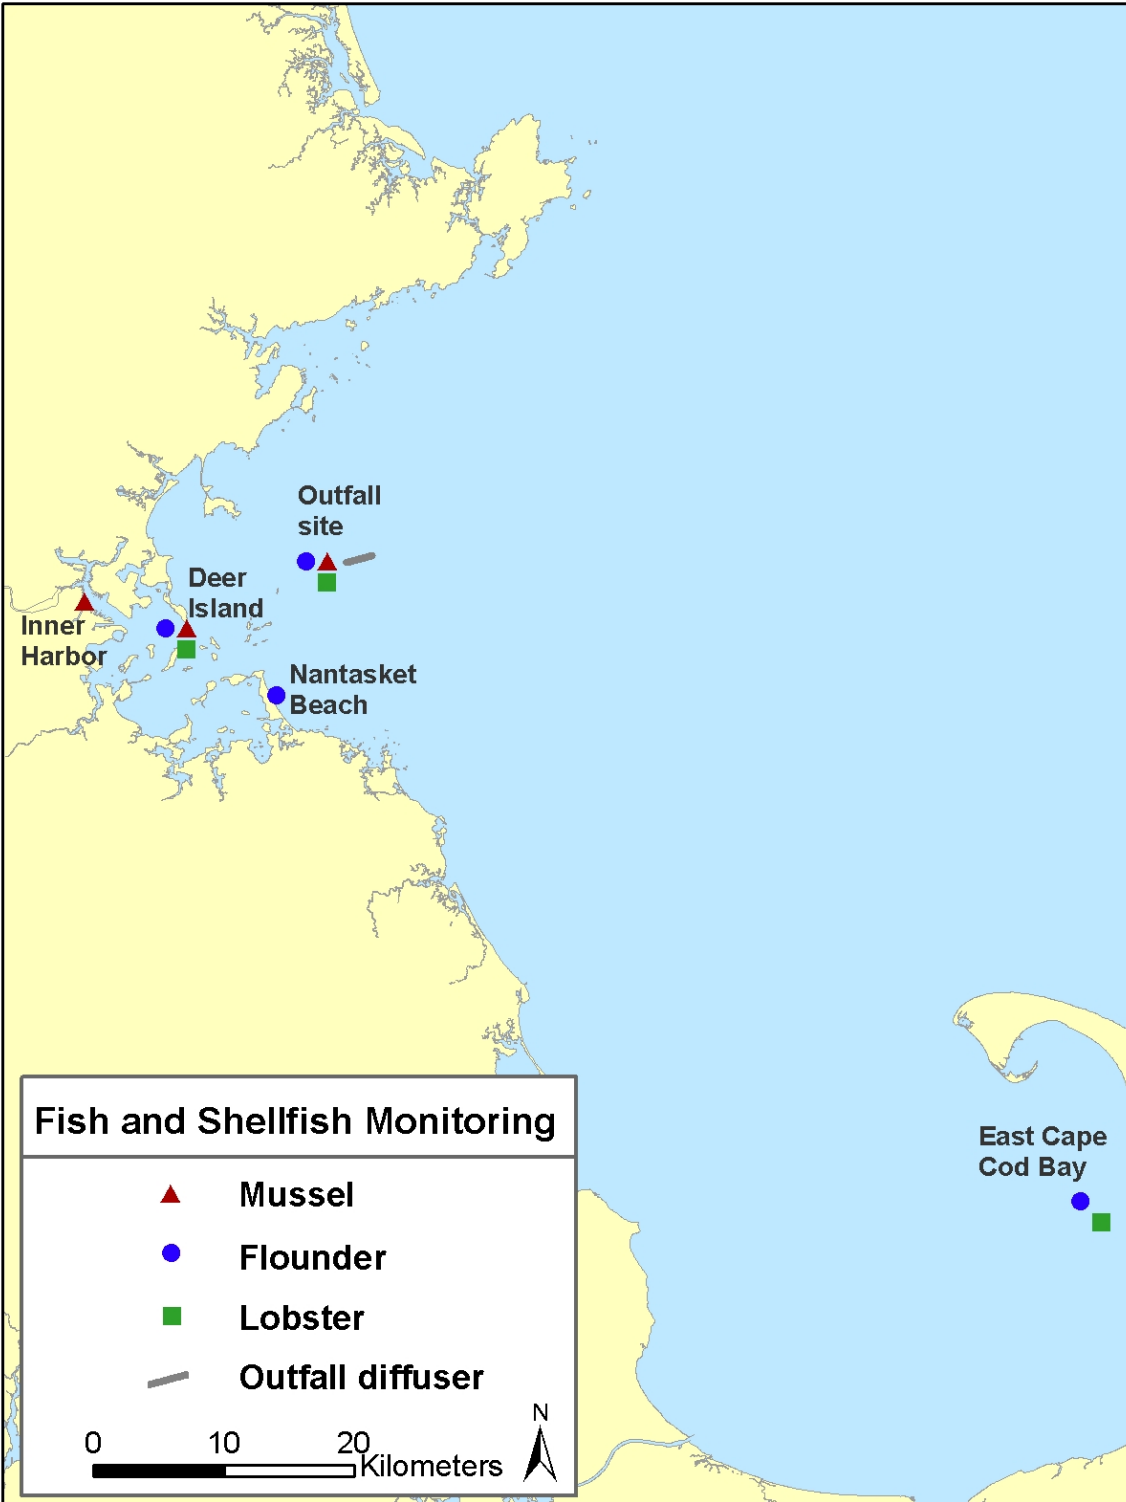 Outfall
site
Deer
Island
Inner
Harbor
Nantasket
Beach
East Cape
Cod Bay
Fish and Shellfish Monitoring
Mussel
Flounder
Lobster
Outfall diffuser
N
0 10 20
Kilometers